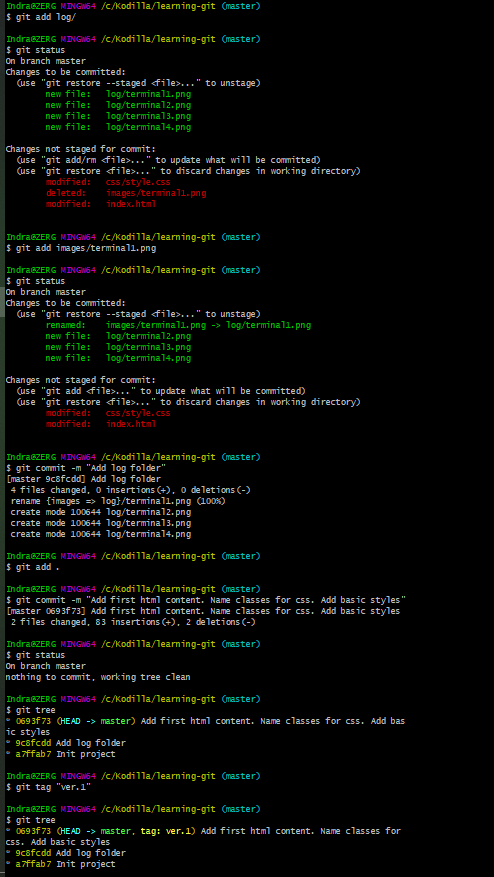 Indra@ZERG MINGW64 /c/Kodilla/learning-git (master)
$ git add log/
Indra@ZERG MINGW64 /c/Kodilla/learning-git (master)
$ git status
On branch master
Changes to be committed:
(use "git restore --staged <file>..." to unstage)
new file: log/terminal1.png
new file: log/terminal2.png
new file: log/terminal3.png
new file: log/terminal4.png
Changes not staged for commit:
(use "git add/rm <file>..." to update what will be committed)
(use "git restore <file>..." to discard changes in working directory)
modified: css/style.css
deleted: images/terminal1.png
modified: index.html
Indra@ZERG MINGW64 /c/Kodilla/learning-git (master)
$ git add images/terminal1.png
Indra@ZERG MINGW64 /c/Kodilla/learning-git (master)
$ git status
On branch master
Changes to be committed:
(use "git restore --staged <file>..." to unstage)
renamed: images/terminal1.png -> log/terminal1.png
new file: log/terminal2.png
new file: log/terminal3.png
new file: log/terminal4.png
Changes not staged for commit:
(use "git add <file>..." to update what will be committed)
(use "git restore <file>..." to discard changes in working directory)
modified: css/style.css
modified: index.html
Indra@ZERG MINGW64 /c/Kodilla/learning-git (master)
$ git commit -m "Add log folder"
[master 9c8fcdd] Add log folder
4 files changed, 0 insertions(+), 0 deletions(-)
rename {images => log}/terminal1.png (100%)
create mode 100644 log/terminal2.png
create mode 100644 log/terminal3.png
create mode 100644 log/terminal4.png
Indra@ZERG MINGW64 /c/Kodilla/learning-git (master)
$ git add .
Indra@ZERG MINGW64 /c/Kodilla/learning-git (master)
$ git commit -m "Add first html content. Name classes for css. Add basic styles"
[master 0693f73] Add first html content. Name classes for css. Add basic styles
2 files changed, 83 insertions(+), 2 deletions(-)
Indra@ZERG MINGW64 /c/Kodilla/learning-git (master)
$ git status
On branch master
nothing to commit, working tree clean
Indra@ZERG MINGW64 /c/Kodilla/learning-git (master)
$ git tree
* 0693f73 (HEAD -> master) Add first html content. Name classes for css. Add bas
ic styles
* 9c8fcdd Add log folder
* a7ffab7 Init project
Indra@ZERG MINGW64 /c/Kodilla/learning-git (master)
$ git tag "ver.1"
Indra@ZERG MINGW64 /c/Kodilla/learning-git (master)
$ git tree
* 0693f73 (HEAD -> master, tag: ver.1) Add first html content. Name classes for
css. Add basic styles
* 9c8fcdd Add log folder
* a7ffab7 Init project